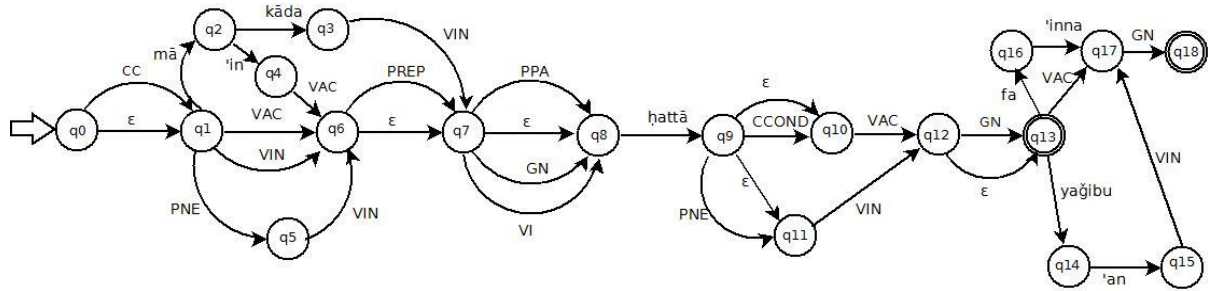 q0
CC
ε
q1
mā
q2
kāda
q3
VIN
'in
q4
VAC
VAC
VIN
PNE
q5
VIN
q6
PREP
ε
q7
PPA
ε
GN
VI
q8
ḥattā
q9
ε
CCOND
ε
PNE
q10
q11
VAC
VIN
q12
GN
ε
q13
fa
q16
'inna
VAC
q17
GN
q18
yaǧibu
q14
'an
q15
VIN